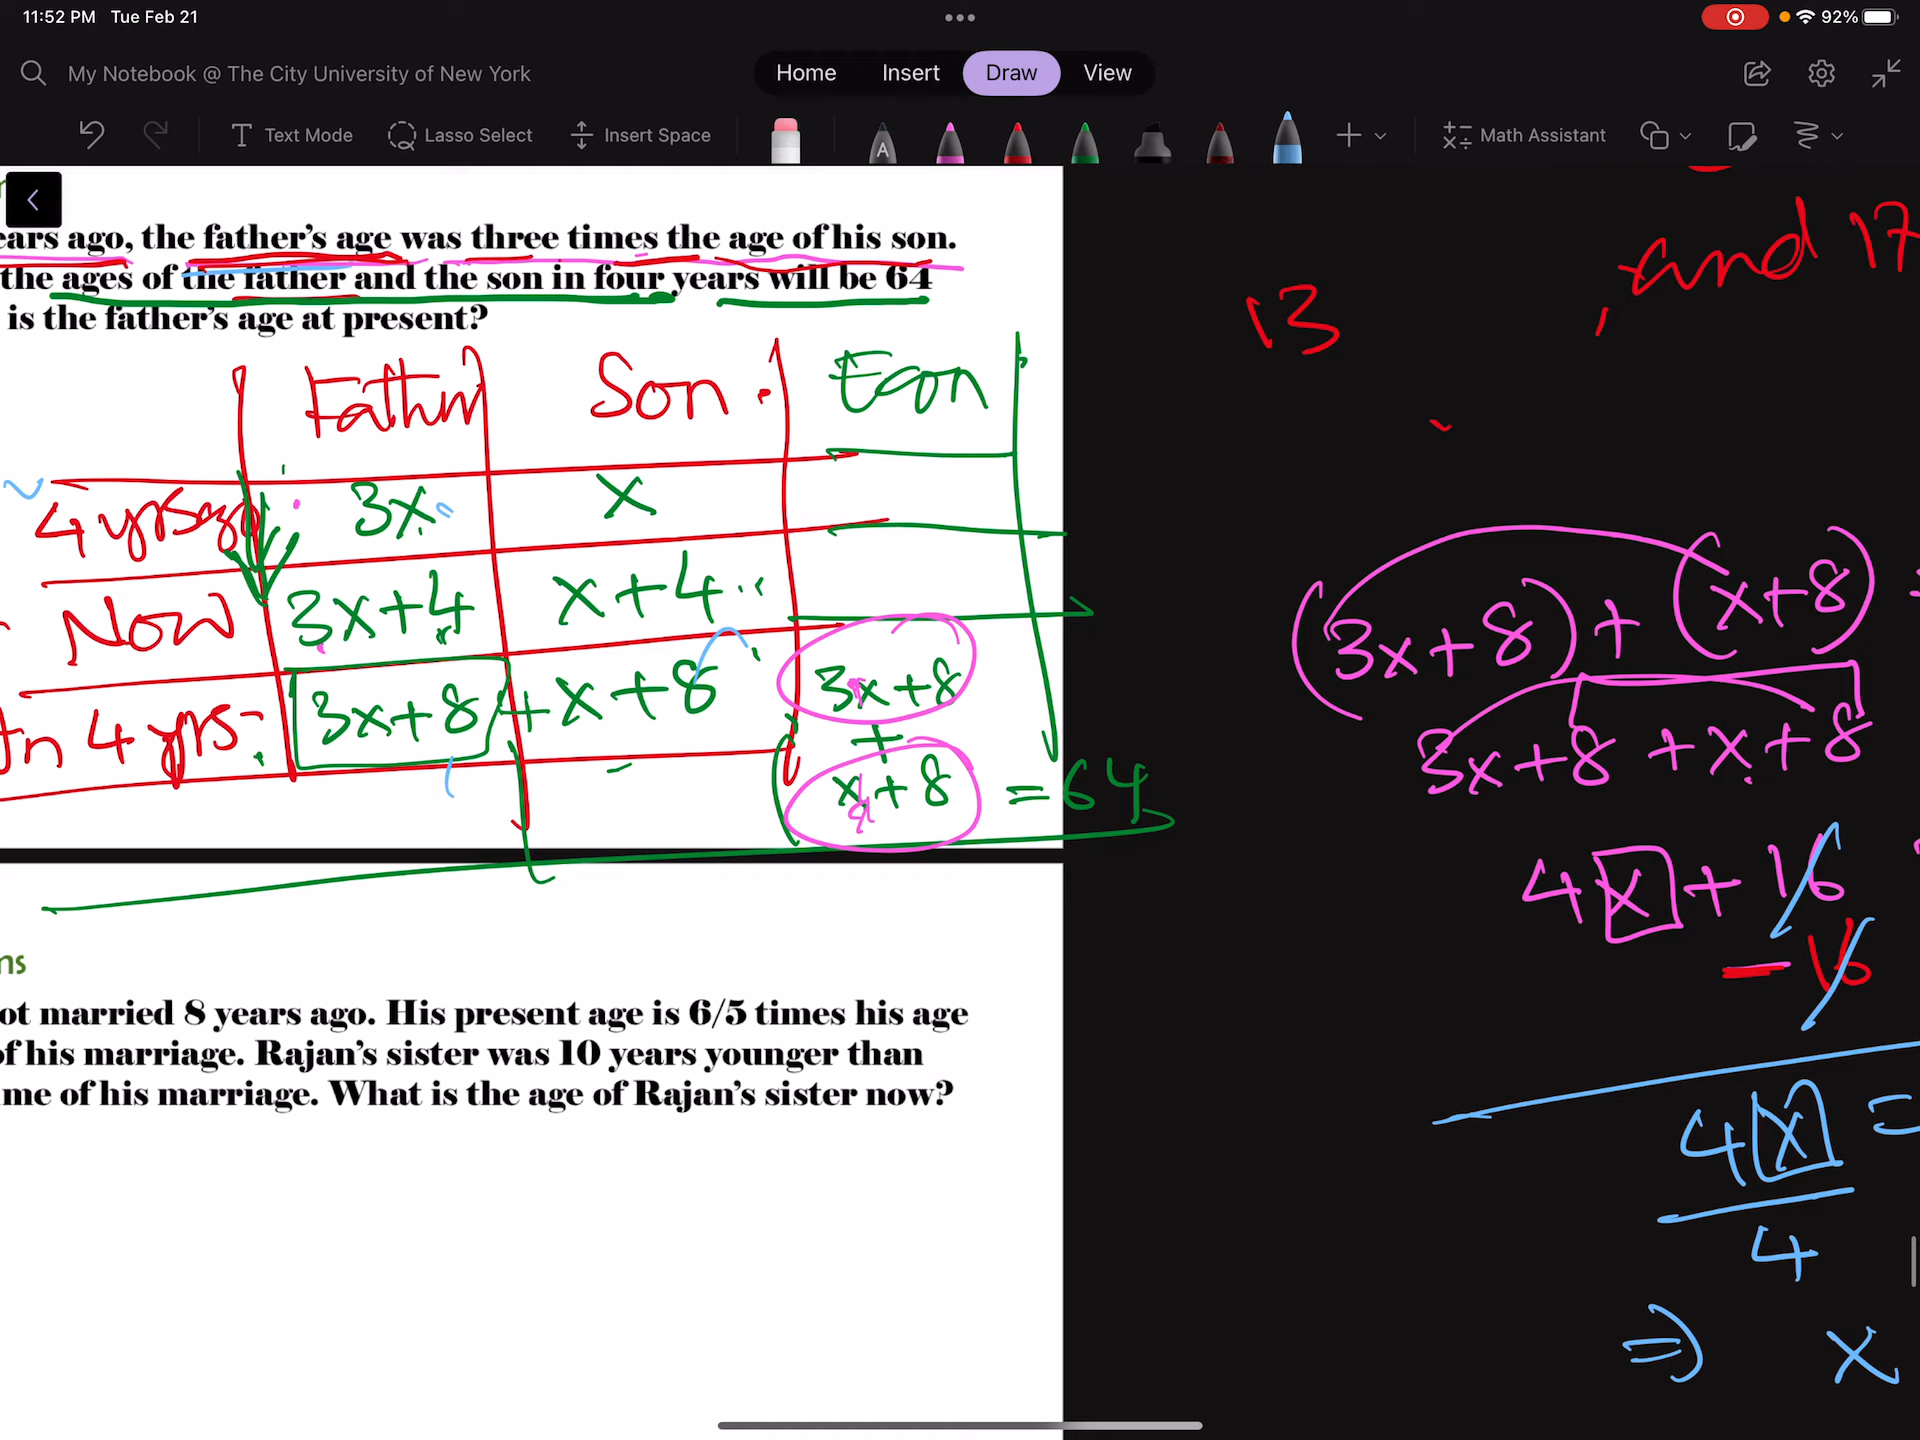 11:52 PM Tue Feb 21
92%
My Notebook @ The City University of New York
Home Insert Draw View
Text Mode Lasso Select Insert Space A Math Assistant
ears ago, the father's age was three times the age of his son.
the ages of the father and the son in four years will be 64
is the father's age at present?
, and 17
13
Father Son Eqn
4 yrs ago 3x x
Now 3x+4 x+4
In 4 yrs 3x+8 + x+8 3x+8
+
x+8 = 64
(3x+8) + (x+8) =
3x+8 + x+8
4x + 16
- 16
4x =
4
⇒ x
ns
ot married 8 years ago. His present age is 6/5 times his age
of his marriage. Rajan's sister was 10 years younger than
me of his marriage. What is the age of Rajan's sister now?